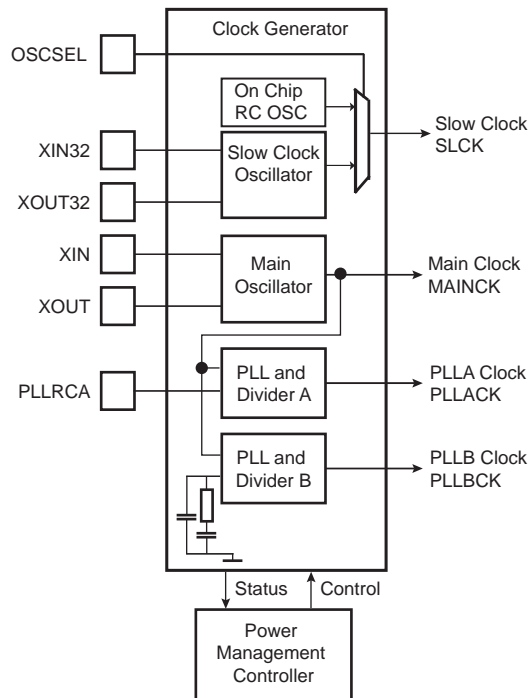 Clock Generator
OSCSEL
On Chip
RC OSC
Slow Clock
SLCK
XIN32
Slow Clock
Oscillator
XOUT32
XIN
Main
Oscillator
Main Clock
MAINCK
XOUT
PLLRCA
PLL and
Divider A
PLLA Clock
PLLACK
PLL and
Divider B
PLLB Clock
PLLBCK
Status
Control
Power
Management
Controller